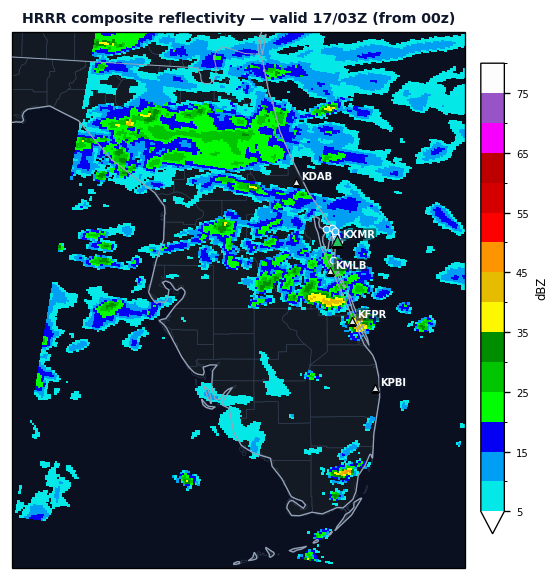 HRRR composite reflectivity — valid 17/03Z (from 00z)
KDAB
KXMR
KMLB
KFPR
KPBI
75
65
55
45
35
25
15
5
dBZ